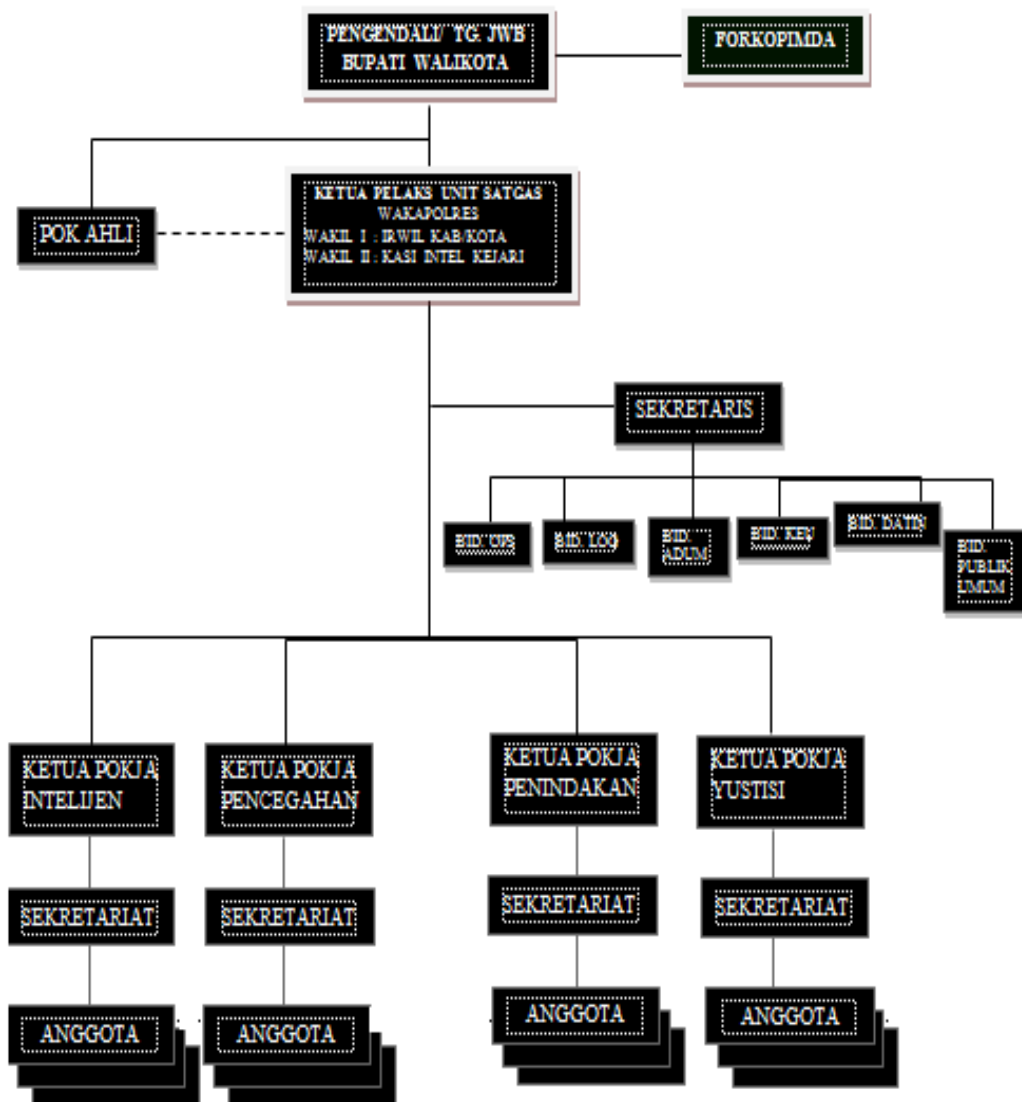 PENGENDALI/ TG. JWB
BUPATI WALIKOTA
FORKOPIMDA
KETUA PELAKS UNIT SATGAS
WAKAPOLRES
WAKIL I : IRWIL KAB/KOTA
WAKIL II : KASI INTEL KEJARI
POK AHLI
SEKRETARIS
BID. OPS
BID. LOG
BID.
ADUM
BID. KEU
BID. DATIN
BID.
PUBLIK
UMUM
KETUA POKJA
INTELIJEN
KETUA POKJA
PENCEGAHAN
KETUA POKJA
PENINDAKAN
KETUA POKJA
YUSTISI
SEKRETARIAT
SEKRETARIAT
SEKRETARIAT
SEKRETARIAT
ANGGOTA
ANGGOTA
ANGGOTA
ANGGOTA